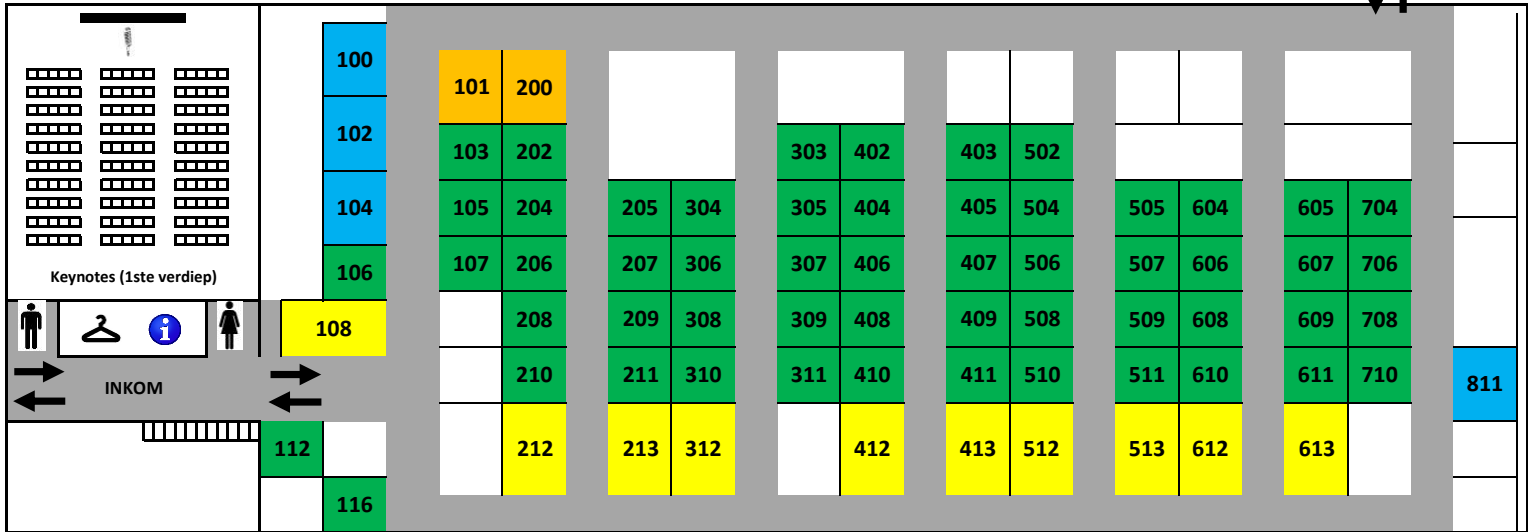 100
101 200
102
103 202 303 402 403 502
104 105 204 205 304 305 404 405 504 505 604 605 704
106 107 206 207 306 307 406 407 506 507 606 607 706
Keynotes (1ste verdiep)
108 208 209 308 309 408 409 508 509 608 609 708
i
INKOM
210 211 310 311 410 411 510 511 610 611 710 811
112 212 213 312 412 413 512 513 612 613
116